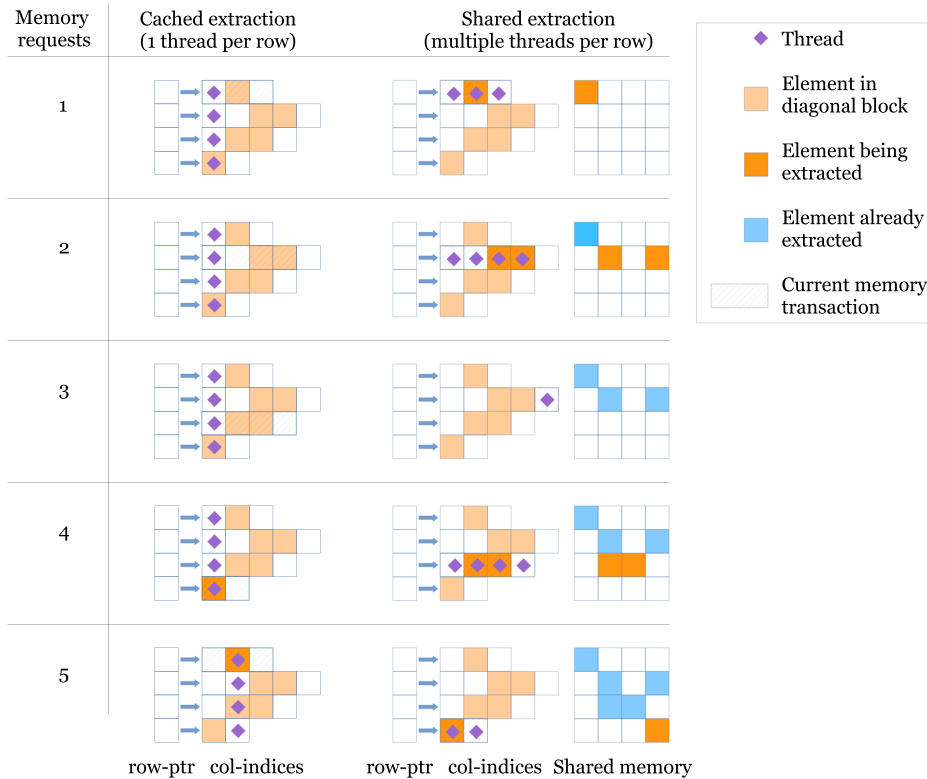 Memory
requests
Cached extraction
(1 thread per row)
Shared extraction
(multiple threads per row)
Thread
Element in
diagonal block
Element being
extracted
Element already
extracted
Current memory
transaction
1
2
3
4
5
row-ptr
col-indices
row-ptr
col-indices
Shared memory